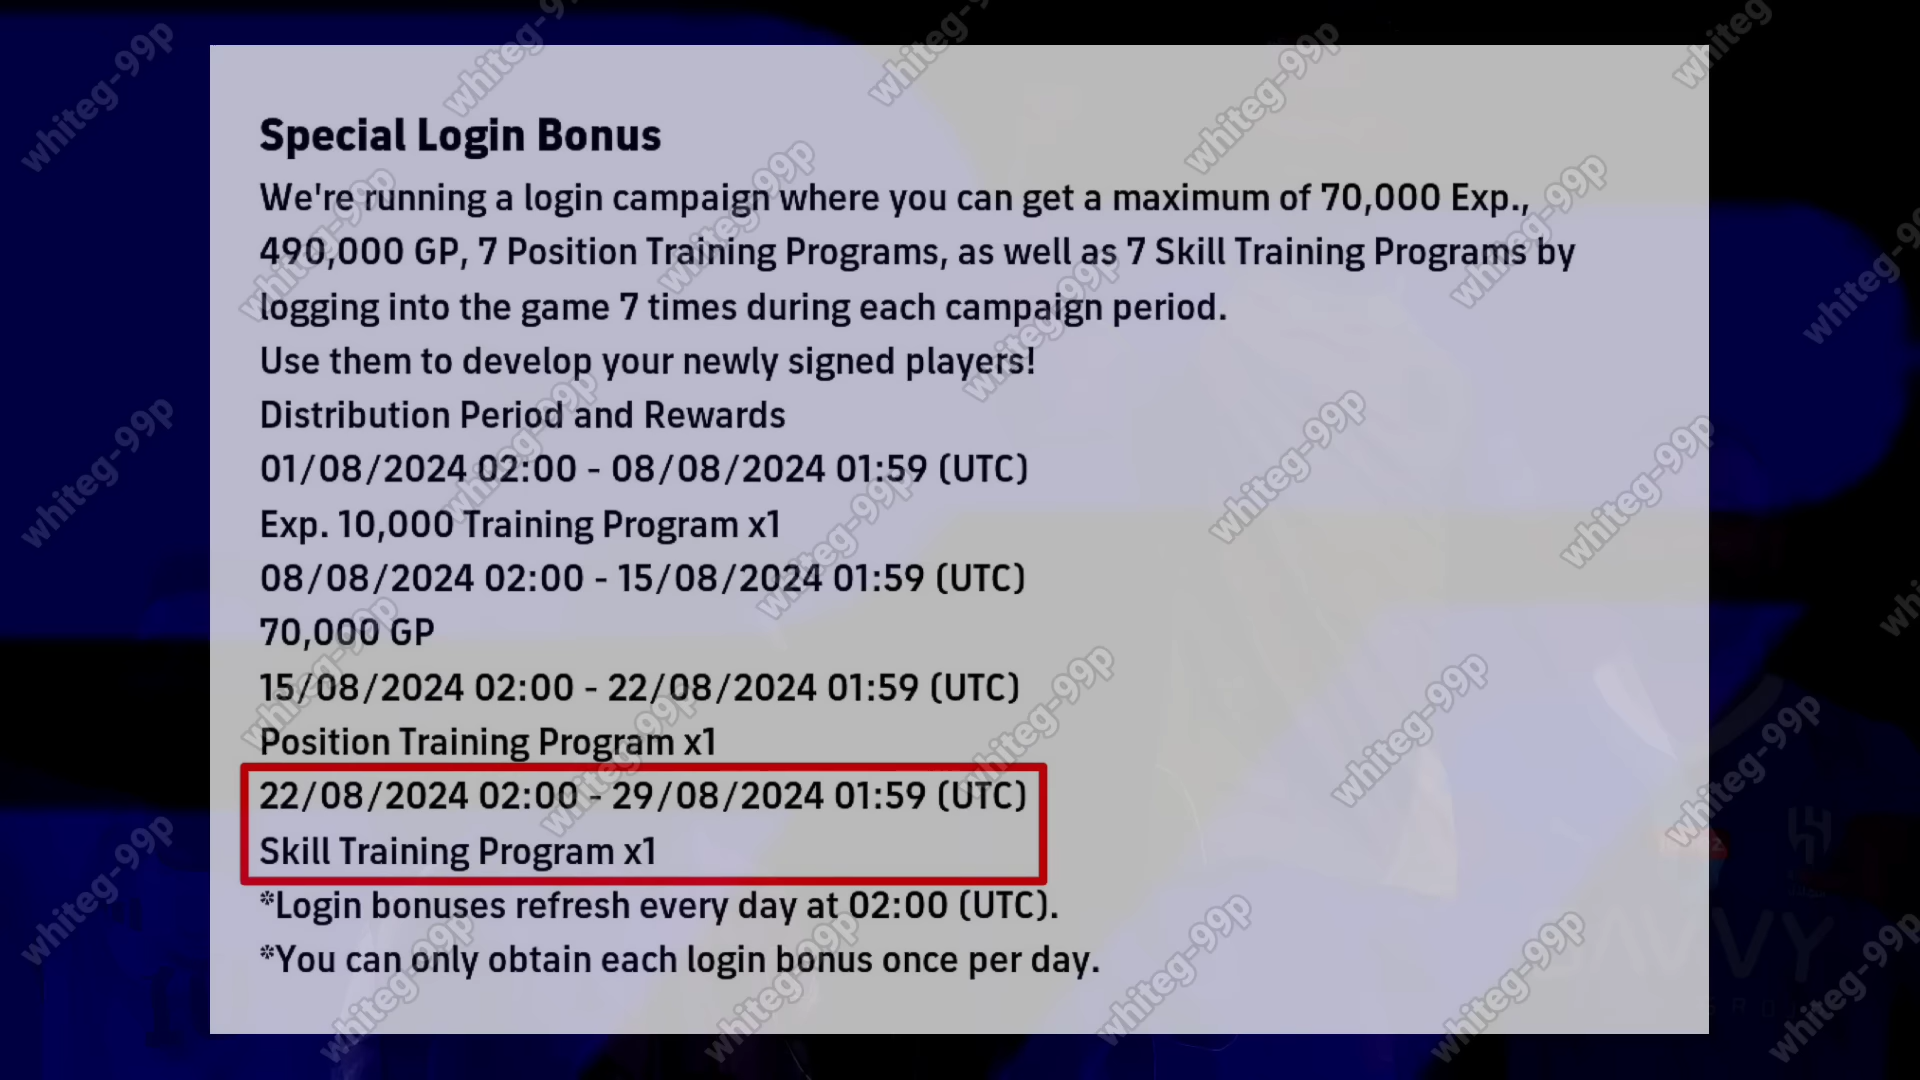 Special Login Bonus
We're running a login campaign where you can get a maximum of 70,000 Exp.,
490,000 GP, 7 Position Training Programs, as well as 7 Skill Training Programs by
logging into the game 7 times during each campaign period.
Use them to develop your newly signed players!
Distribution Period and Rewards
01/08/2024 02:00 - 08/08/2024 01:59 (UTC)
Exp. 10,000 Training Program x1
08/08/2024 02:00 - 15/08/2024 01:59 (UTC)
70,000 GP
15/08/2024 02:00 - 22/08/2024 01:59 (UTC)
Position Training Program x1
22/08/2024 02:00 - 29/08/2024 01:59 (UTC)
Skill Training Program x1
*Login bonuses refresh every day at 02:00 (UTC).
*You can only obtain each login bonus once per day.
whiteg-99p
SAVVY